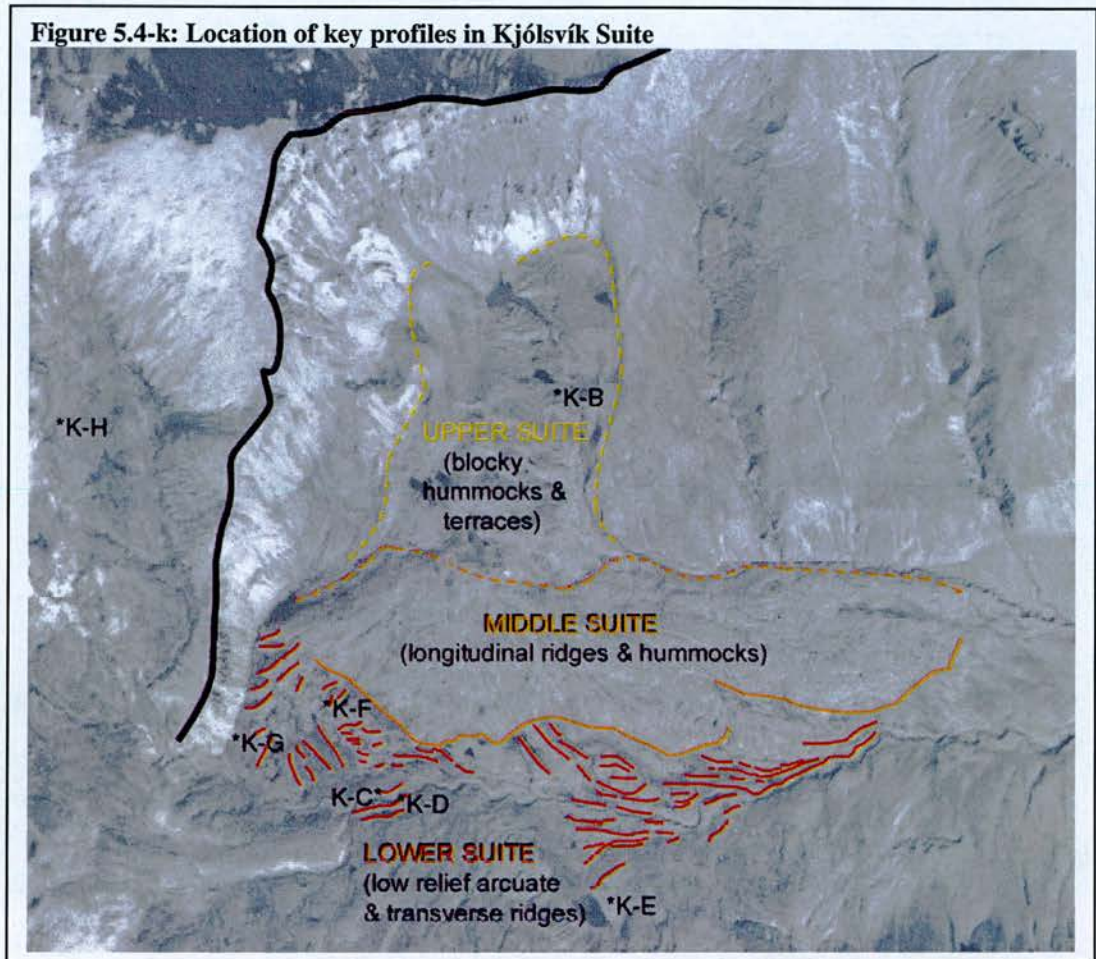 Figure 5.4-k: Location of key profiles in Kjólsvík Suite
*K-H
*K-B
UPPER SUITE
(blocky
hummocks &
terraces)
MIDDLE SUITE
(longitudinal ridges & hummocks)
*K-F
*K-G
K-C*
*K-D
LOWER SUITE
(low relief arcuate
& transverse ridges)
*K-E